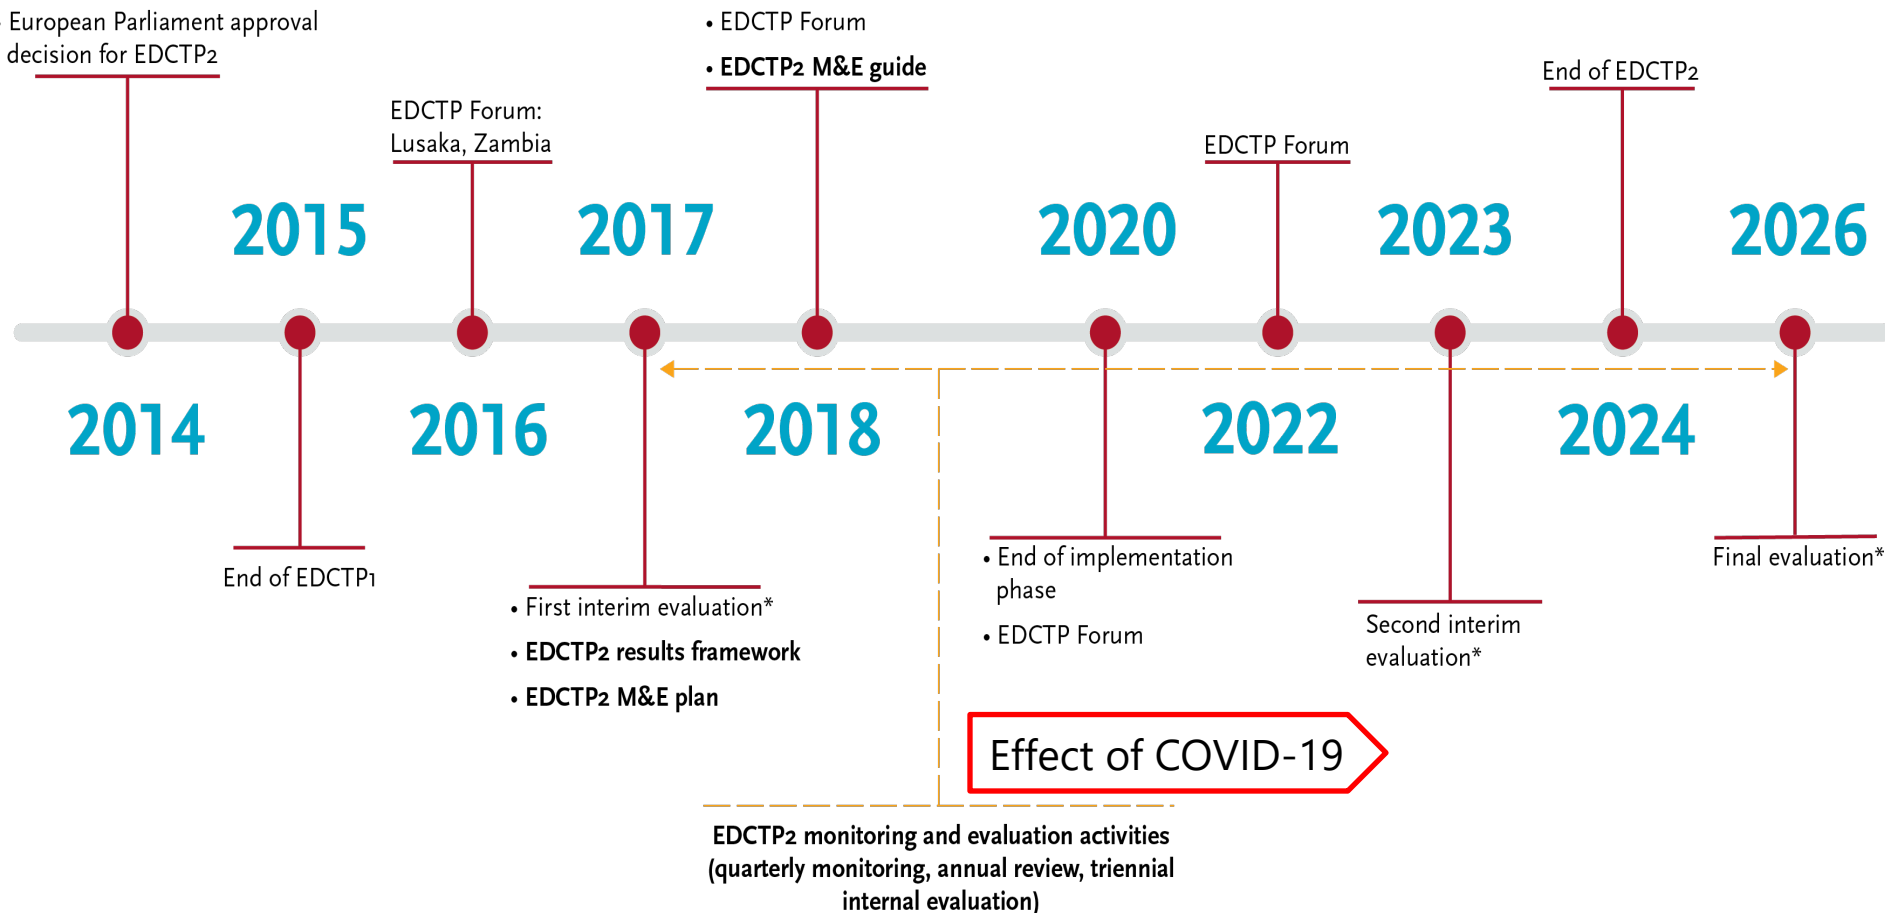 • European Parliament approval
decision for EDCTP2
• EDCTP Forum
• EDCTP2 M&E guide
End of EDCTP2
EDCTP Forum:
Lusaka, Zambia
EDCTP Forum
2015
2017
2020
2023
2026
2014
2016
2018
2022
2024
End of EDCTP1
• First interim evaluation*
• EDCTP2 results framework
• EDCTP2 M&E plan
• End of implementation
phase
• EDCTP Forum
Second interim
evaluation*
Final evaluation*
Effect of COVID-19
EDCTP2 monitoring and evaluation activities
(quarterly monitoring, annual review, triennial
internal evaluation)